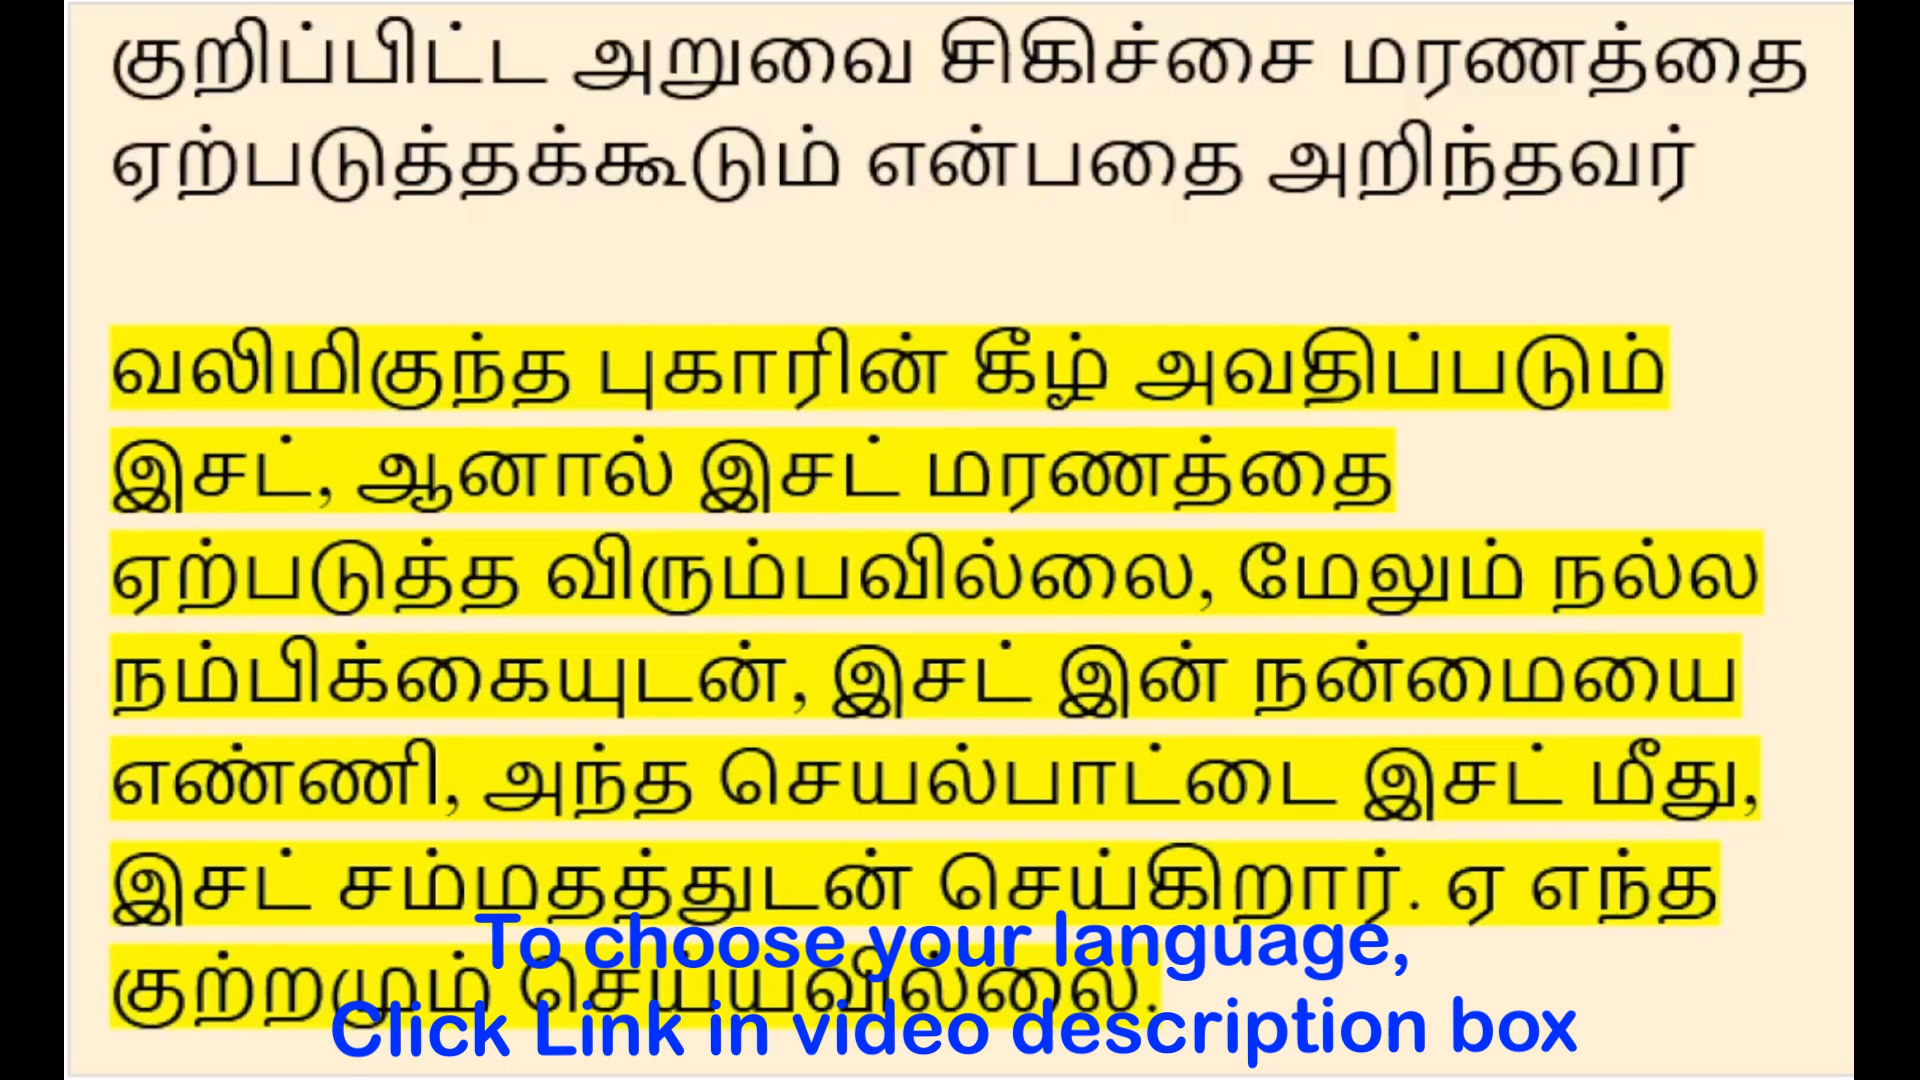 குறிப்பிட்ட அறுவை சிகிச்சை மரணத்தை
ஏற்படுத்தக்கூடும் என்பதை அறிந்தவர்
வலிமிகுந்த புகாரின் கீழ் அவதிப்படும்
இசட், ஆனால் இசட் மரணத்தை
ஏற்படுத்த விரும்பவில்லை, மேலும் நல்ல
நம்பிக்கையுடன், இசட் இன் நன்மையை
எண்ணி, அந்த செயல்பாட்டை இசட் மீது,
இசட் சம்மதத்துடன் செய்கிறார். ஏ எந்த
குற்றமும் செய்யவில்லை.
To choose your language,
Click Link in video description box